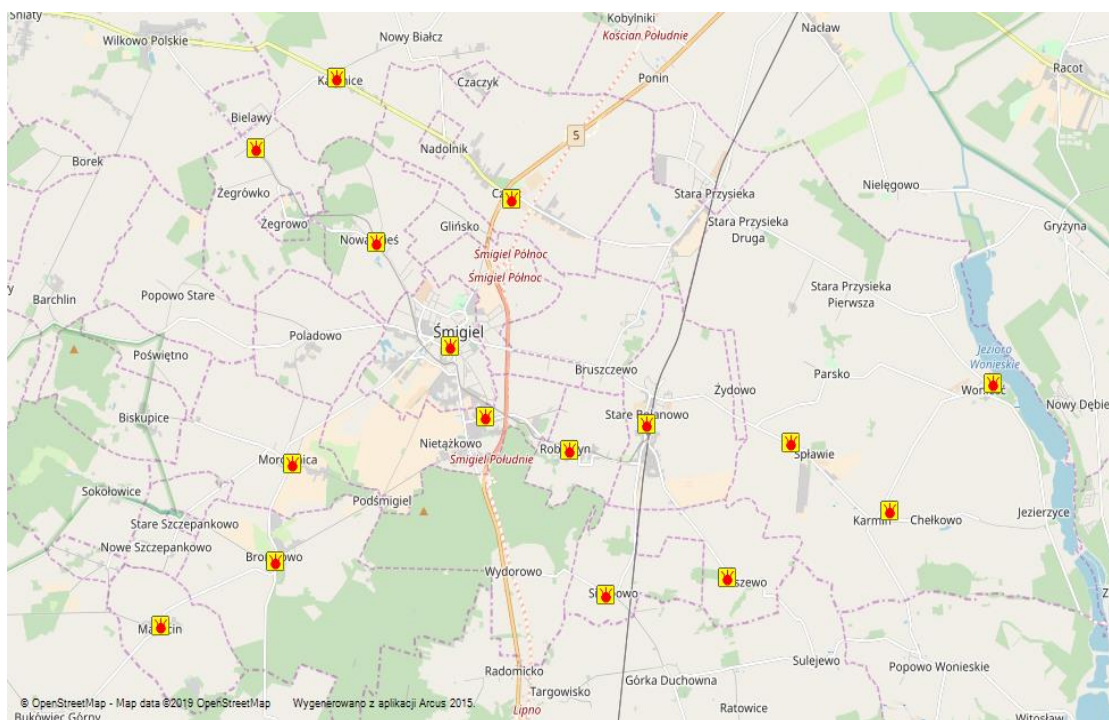 Śniaty
Kobylniki
Nacław
Wilkowo Polskie
Nowy Białcz
Kościan Południe
Racot
Ponin
Czaczyk
Bielawy
5
Borek
Nadolnik
Nielęgowo
Żegrówko
Stara Przysieka
Gryżyna
Żegrowo
Glińsko
Stara Przysieka
Druga
Śmigiel Północ
Śmigiel Północ
Stara Przysieka
Pierwsza
Barchlin
Popowo Stare
Śmigiel
Poladowo
Poświętno
Jezioro
Wonieskie
Bruszczewo
Parsko
Żydowo
Nowy Dębie
Biskupice
Nietążkowo
Spławie
Śmigiel Południe
Sokołowice
Podśmigiel
Stare Szczepankowo
Karmin
Chełkowo
Jezierzyce
Nowe Szczepankowo
Wydorowo
Sulejewo
Popowo Wonieskie
Radomicko
Górka Duchowna
Targowisko
© OpenStreetMap - Map data ©2019 OpenStreetMap Wygenerowano z aplikacji Arcus 2015.
Lipno
Ratowice
Witosław
Bukówiec Górny